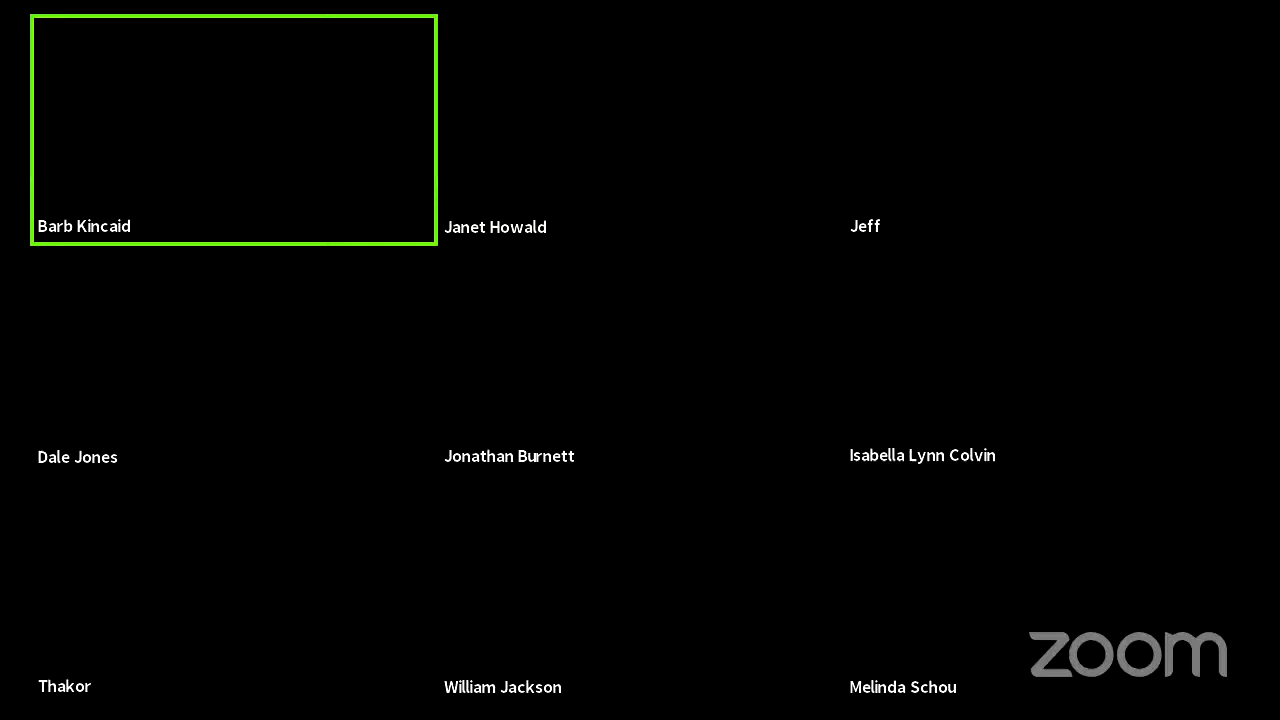 Barb Kincaid
Janet Howald
Jeff
Dale Jones
Jonathan Burnett
Isabella Lynn Colvin
Thakor
William Jackson
Melinda Schou
zoom